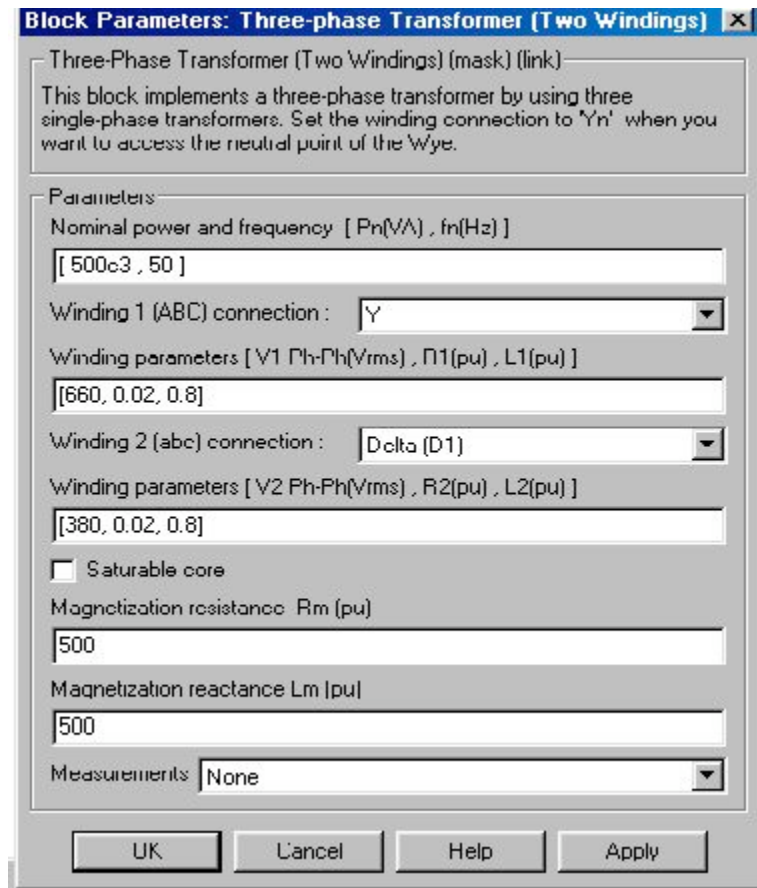 Block Parameters: Three-phase Transformer (Two Windings)
Three-Phase Transformer (Two Windings) (mask) (link)
This block implements a three-phase transformer by using three
single-phase transformers. Set the winding connection to 'Yn' when you
want to access the neutral point of the Wye.
Parameters
Nominal power and frequency [ Pn(VA) , fn(Hz) ]
[ 500e3 , 50 ]
Winding 1 (ABC) connection :
Y
Winding parameters [ V1 Ph-Ph(Vrms) , R1(pu) , L1(pu) ]
[660, 0.02, 0.8]
Winding 2 (abc) connection :
Delta (D1)
Winding parameters [ V2 Ph-Ph(Vrms) , R2(pu) , L2(pu) ]
[380, 0.02, 0.8]
Saturable core
Magnetization resistance Rm (pu)
500
Magnetization reactance Lm (pu)
500
Measurements None
OK Cancel Help Apply